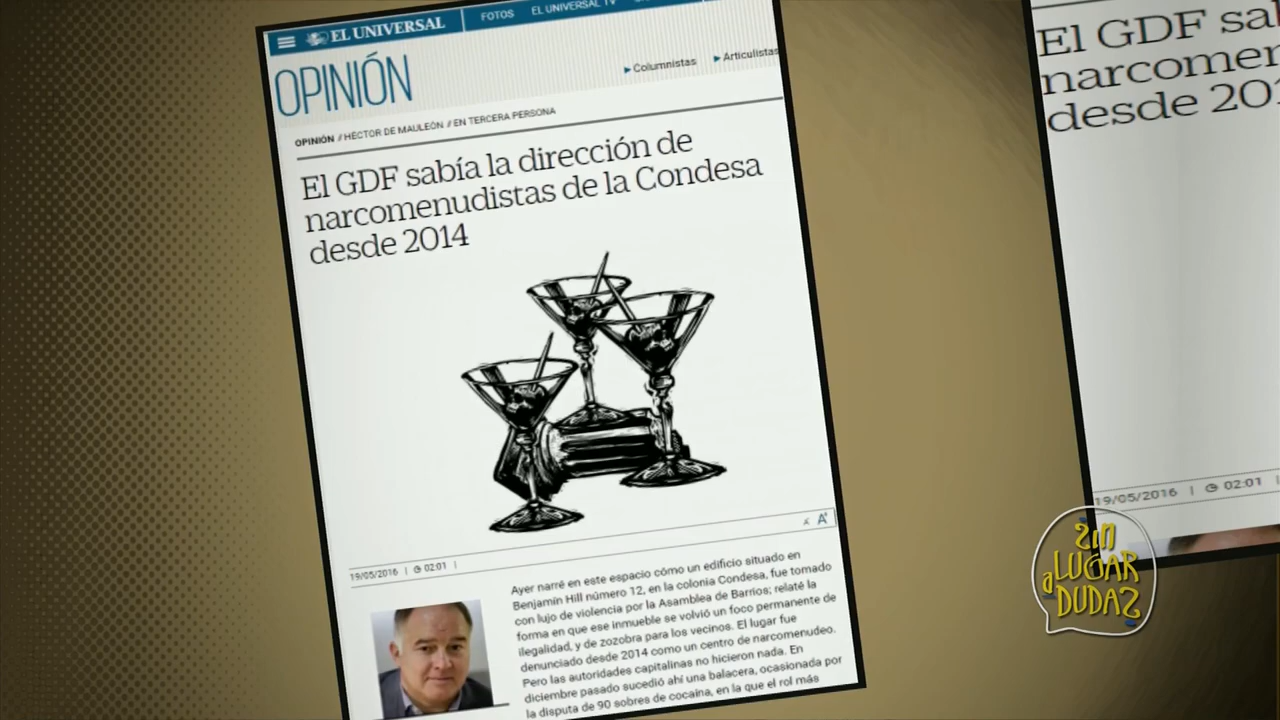 EL UNIVERSAL
FOTOS
EL UNIVERSAL TV
OPINIÓN
Columnistas
Articulistas
OPINIÓN // HÉCTOR DE MAULEÓN // EN TERCERA PERSONA
El GDF sabía la dirección de
narcomenudistas de la Condesa
desde 2014
19/05/2016 | 02:01 |
A
Ayer narré en este espacio cómo un edificio situado en
Benjamín Hill número 12, en la colonia Condesa, fue tomado
con lujo de violencia por la Asamblea de Barrios; relaté la
forma en que ese inmueble se volvió un foco permanente de
ilegalidad, y de zozobra para los vecinos. El lugar fue
denunciado desde 2014 como un centro de narcomenudeo.
Pero las autoridades capitalinas no hicieron nada. En
diciembre pasado sucedió ahí una balacera, ocasionada por
la disputa de 90 sobres de cocaína, en la que el rol más
El GDF sa
narcomen
desde 201
19/05/2016 | 02:01 |
SIN
LUGAR
a
DUDAS